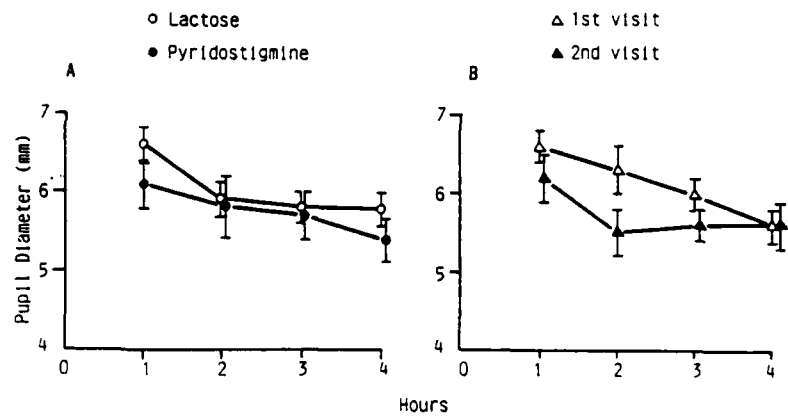 Lactose
Pyridostigmine
1st visit
2nd visit
A
B
Pupil Diameter (mm)
7
6
5
4
0 1 2 3 4
7
6
5
4
0 1 2 3 4
Hours